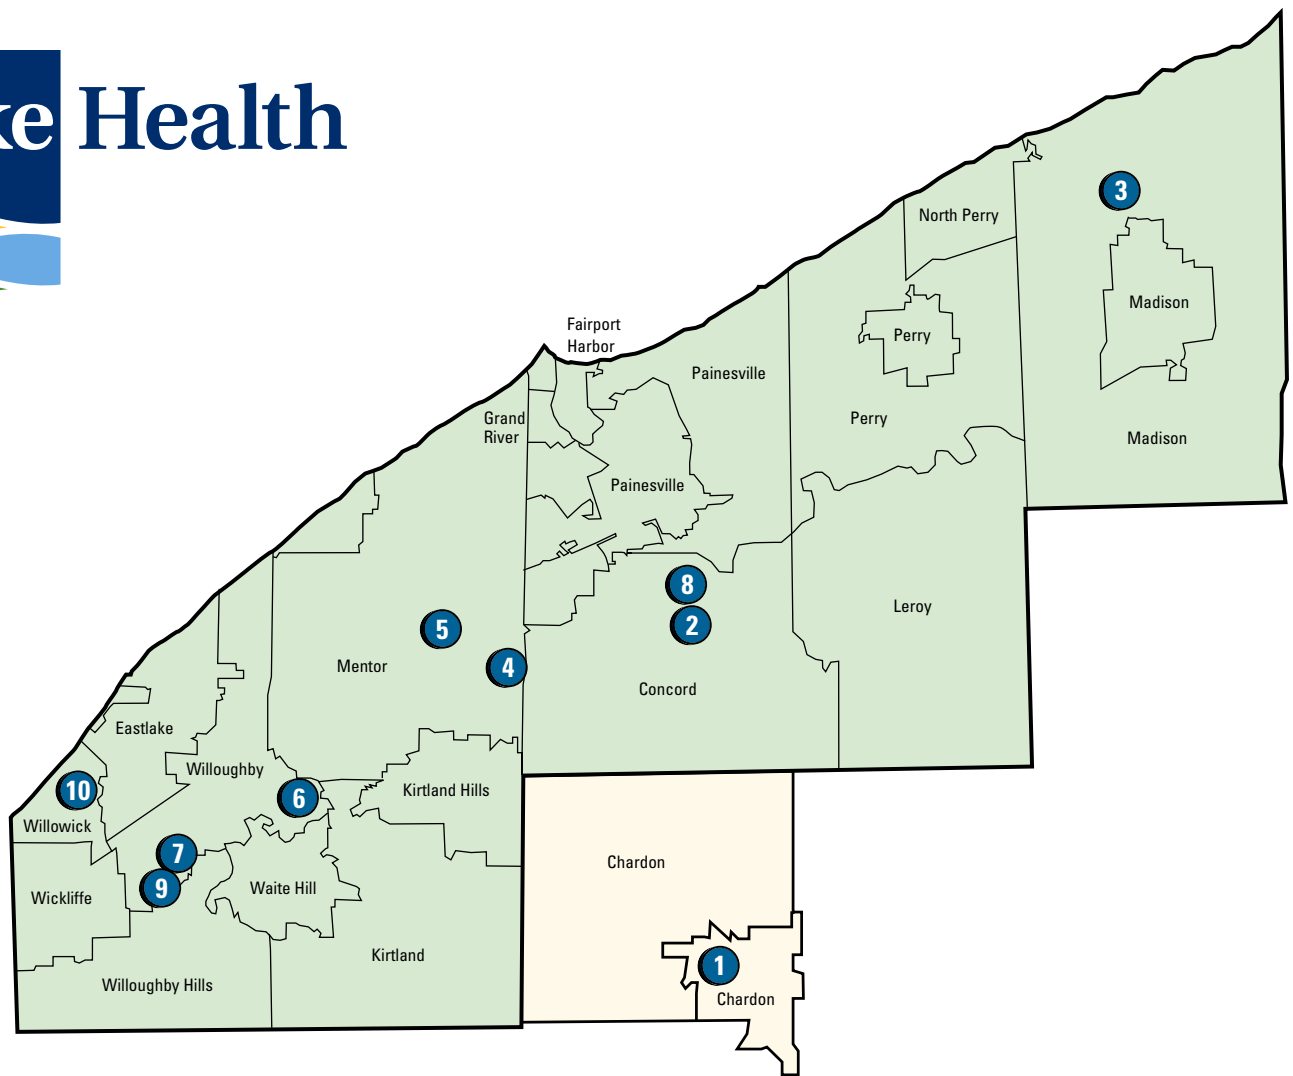 ke Health
3
North Perry
Madison
Fairport
Harbor
Perry
Painesville
Grand
River
Perry
Madison
Painesville
8
5
2
Leroy
4
Mentor
Concord
Eastlake
Willoughby
10
6
Kirtland Hills
Willowick
7
Chardon
9
Waite Hill
Wickliffe
Kirtland
1
Willoughby Hills
Chardon